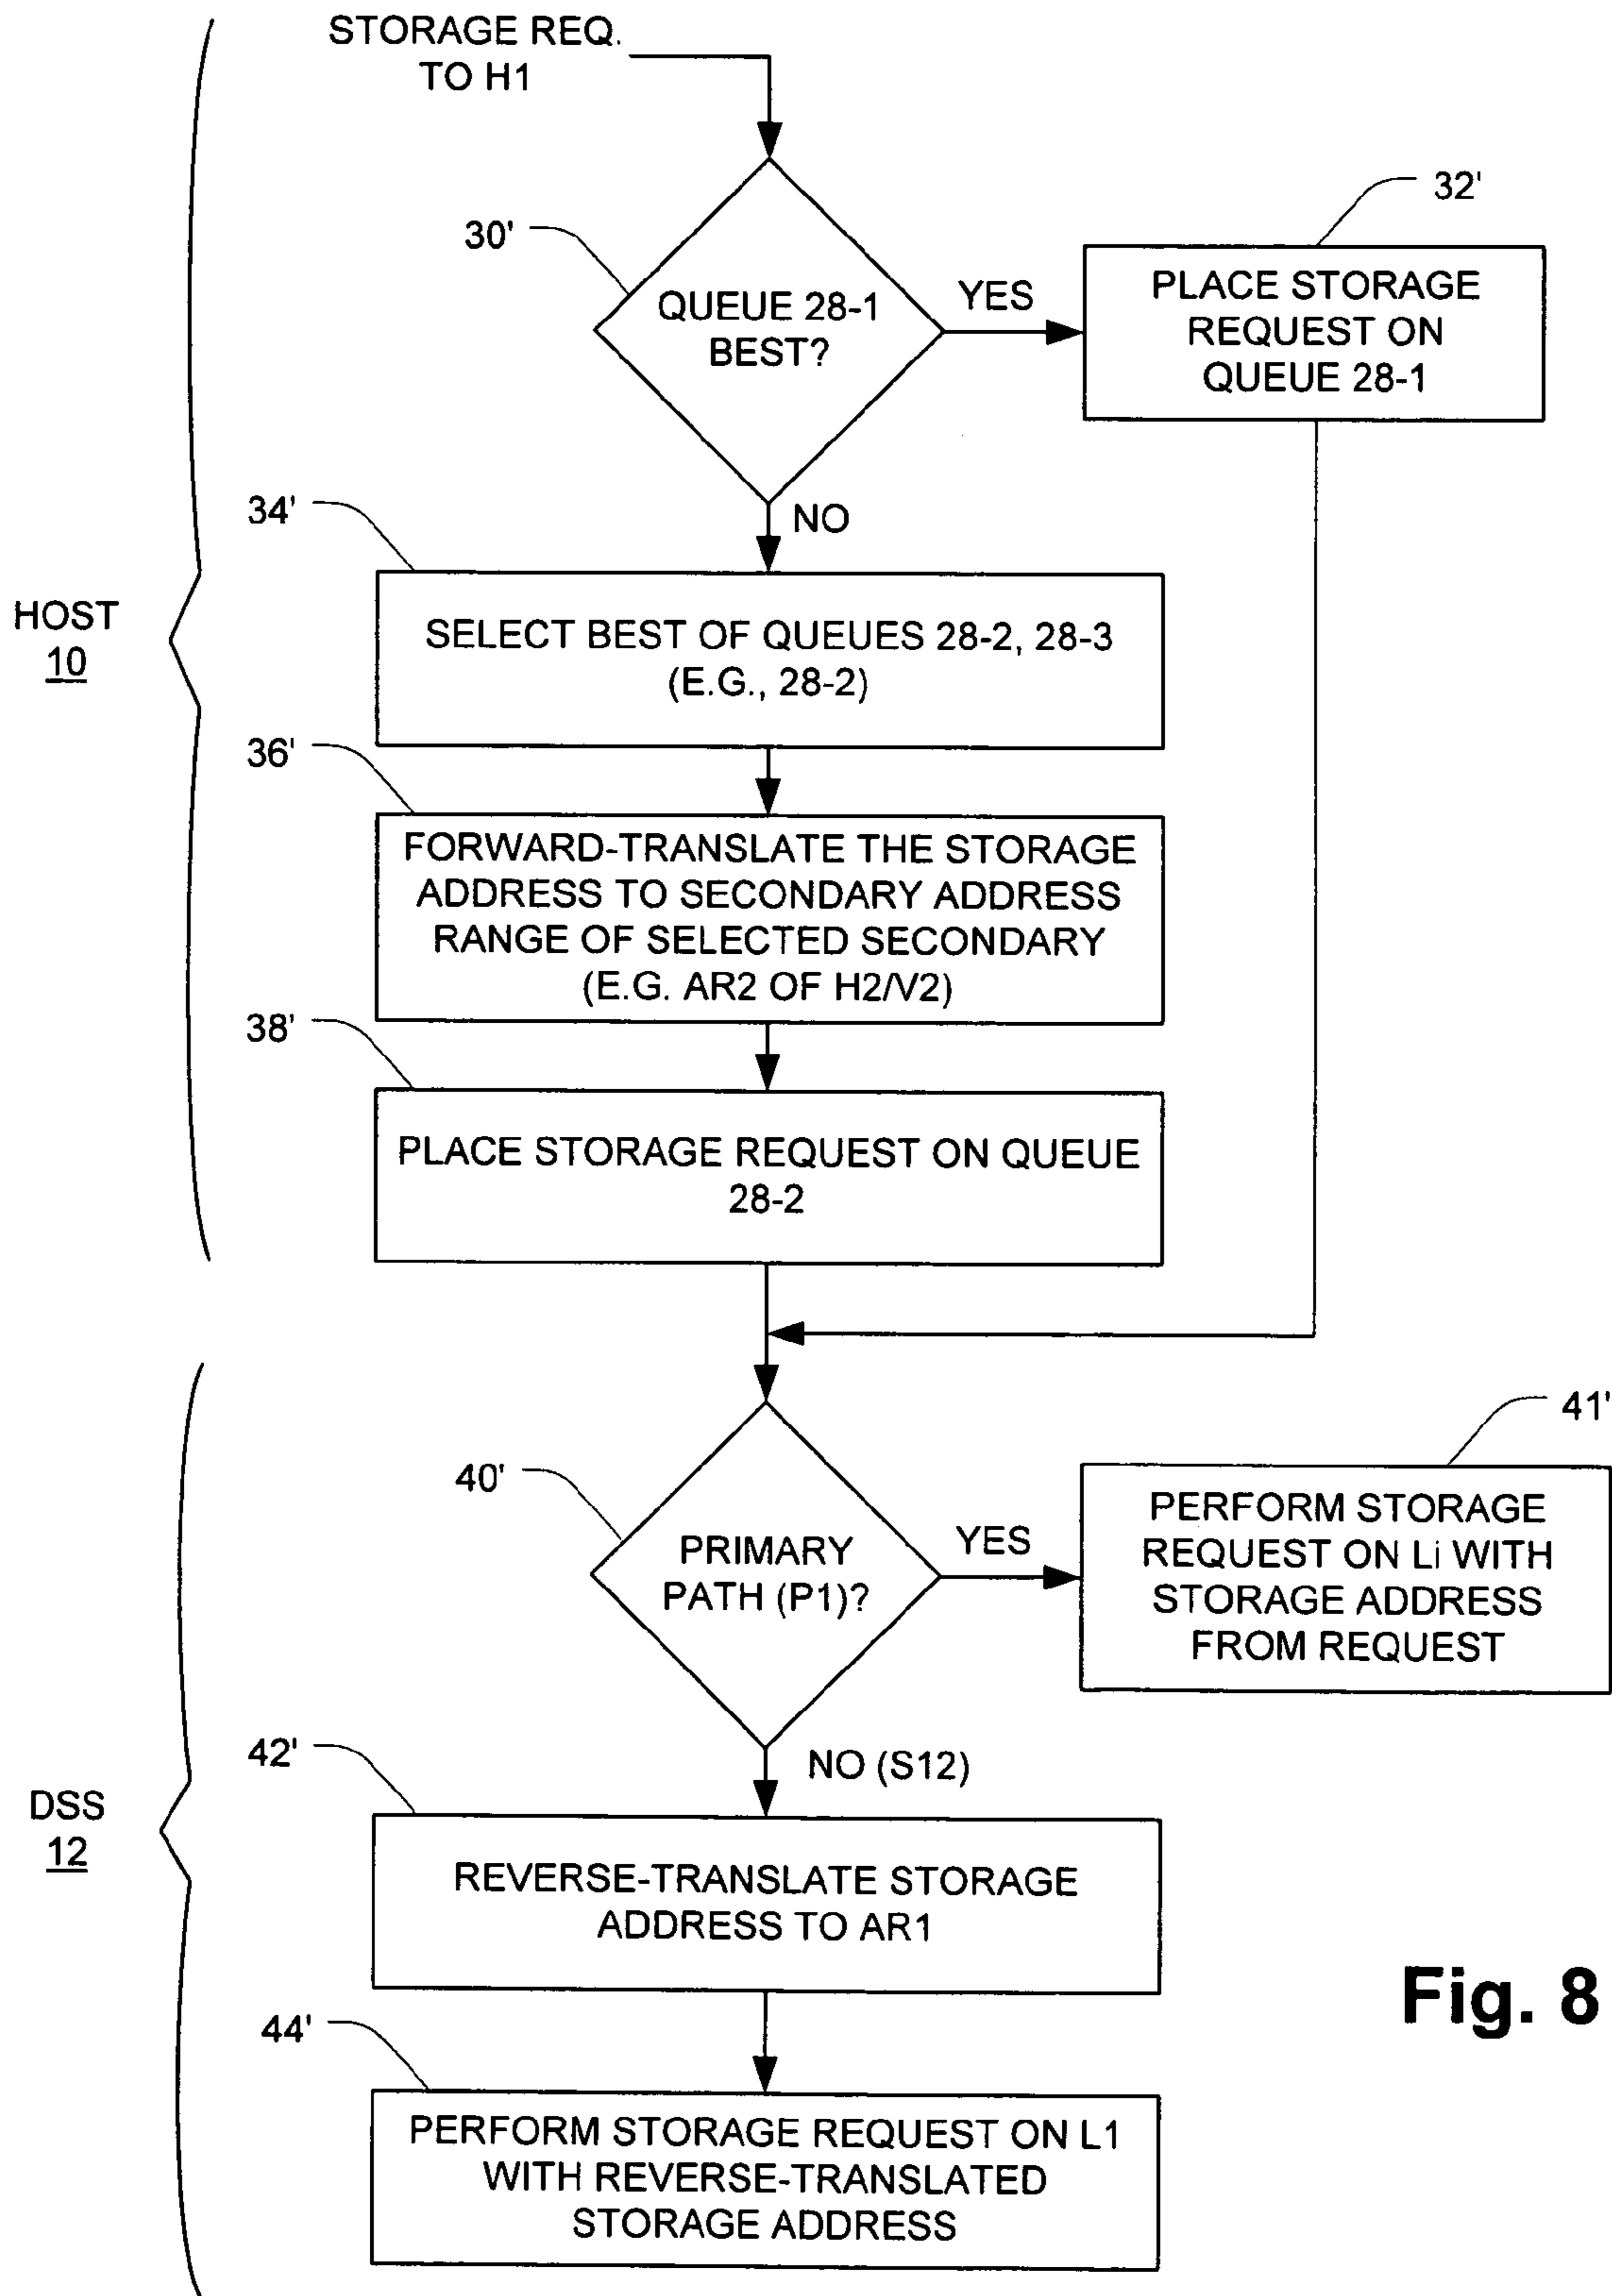 STORAGE REQ.
TO H1
30'
QUEUE 28-1
BEST?
YES
32'
PLACE STORAGE
REQUEST ON
QUEUE 28-1
NO
34'
SELECT BEST OF QUEUES 28-2, 28-3
(E.G., 28-2)
HOST
10
36'
FORWARD-TRANSLATE THE STORAGE
ADDRESS TO SECONDARY ADDRESS
RANGE OF SELECTED SECONDARY
(E.G. AR2 OF H2/V2)
38'
PLACE STORAGE REQUEST ON QUEUE
28-2
40'
PRIMARY
PATH (P1)?
YES
41'
PERFORM STORAGE
REQUEST ON Li WITH
STORAGE ADDRESS
FROM REQUEST
NO (S12)
42'
REVERSE-TRANSLATE STORAGE
ADDRESS TO AR1
DSS
12
44'
PERFORM STORAGE REQUEST ON L1
WITH REVERSE-TRANSLATED
STORAGE ADDRESS
Fig. 8